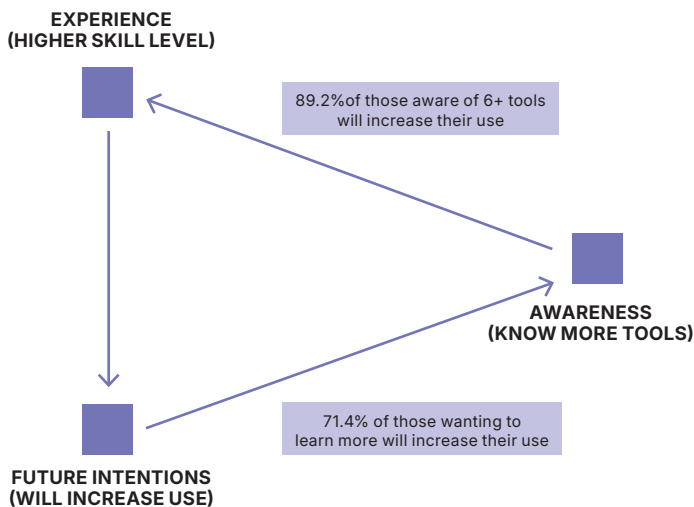 EXPERIENCE
(HIGHER SKILL LEVEL)
89.2%of those aware of 6+ tools
will increase their use
AWARENESS
(KNOW MORE TOOLS)
71.4% of those wanting to
learn more will increase their use
FUTURE INTENTIONS
(WILL INCREASE USE)